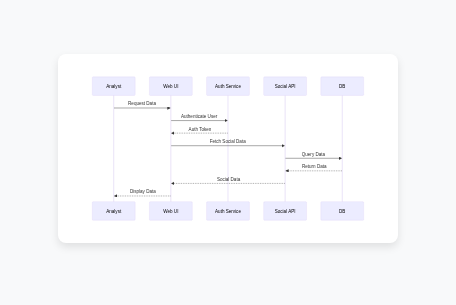 Analyst Web UI Auth Service Social API DB
Request Data
Authenticate User
Auth Token
Fetch Social Data
Query Data
Return Data
Social Data
Display Data
Analyst Web UI Auth Service Social API DB